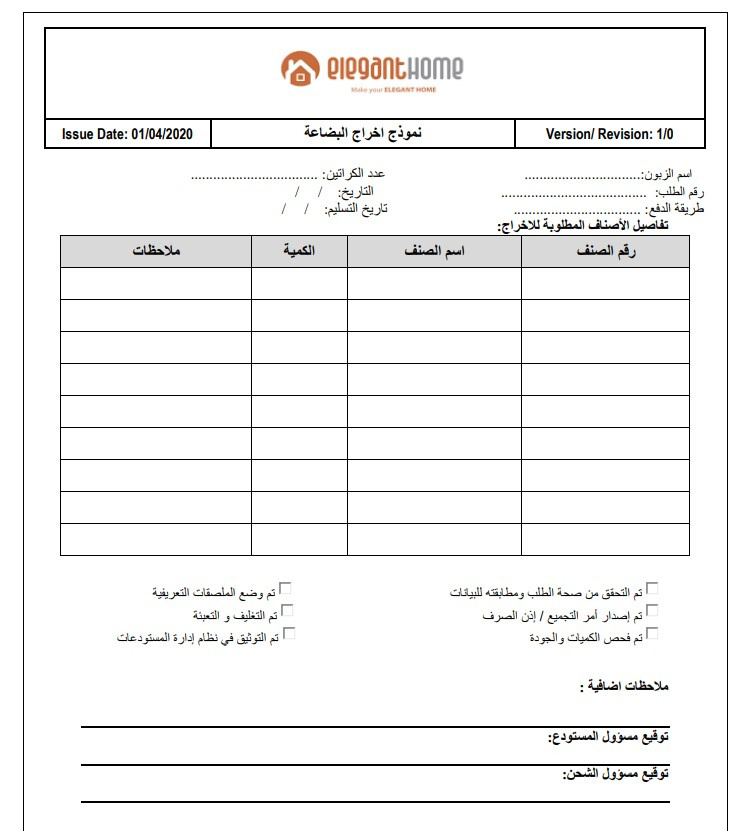 elegantHome
Make your ELEGANT HOME
Issue Date: 01/04/2020 نموذج اخراج البضاعة Version/ Revision: 1/0
اسم الزبون:............................... عدد الكراتين: ..................................
رقم الطلب: ....................................... التاريخ: / /
طريقة الدفع: .................................. تاريخ التسليم: / /
تفاصيل الأصناف المطلوبة للاخراج:
رقم الصنف اسم الصنف الكمية ملاحظات
تم التحقق من صحة الطلب ومطابقته للبيانات تم وضع الملصقات التعريفية
تم إصدار أمر التجميع / إذن الصرف تم التغليف و التعبئة
تم فحص الكميات والجودة تم التوثيق في نظام إدارة المستودعات
ملاحظات اضافية :
توقيع مسؤول المستودع:
توقيع مسؤول الشحن: